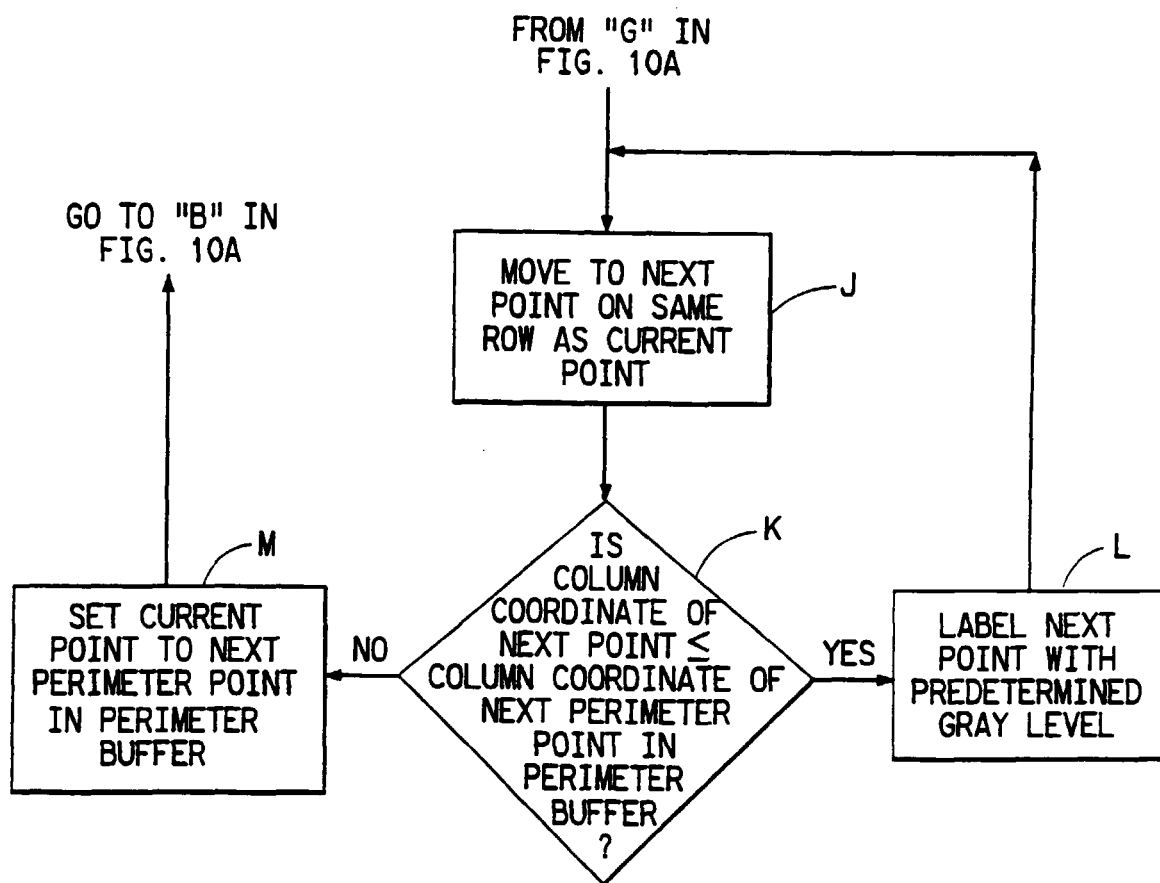 FROM "G" IN
FIG. 10A
GO TO "B" IN
FIG. 10A
MOVE TO NEXT
POINT ON SAME
ROW AS CURRENT
POINT
J
IS
COLUMN
COORDINATE OF
NEXT POINT ≤
COLUMN COORDINATE OF
NEXT PERIMETER
POINT IN
PERIMETER
BUFFER
?
K
NO
YES
M
SET CURRENT
POINT TO NEXT
PERIMETER POINT
IN PERIMETER
BUFFER
L
LABEL NEXT
POINT WITH
PREDETERMINED
GRAY LEVEL